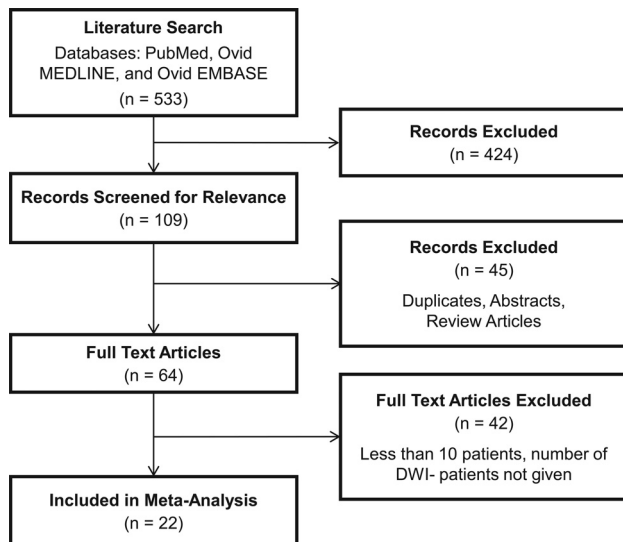 Literature Search
Databases: PubMed, Ovid
MEDLINE, and Ovid EMBASE
(n = 533)
Records Excluded
(n = 424)
Records Screened for Relevance
(n = 109)
Records Excluded
(n = 45)
Duplicates, Abstracts,
Review Articles
Full Text Articles
(n = 64)
Full Text Articles Excluded
(n = 42)
Less than 10 patients, number of
DWI- patients not given
Included in Meta-Analysis
(n = 22)